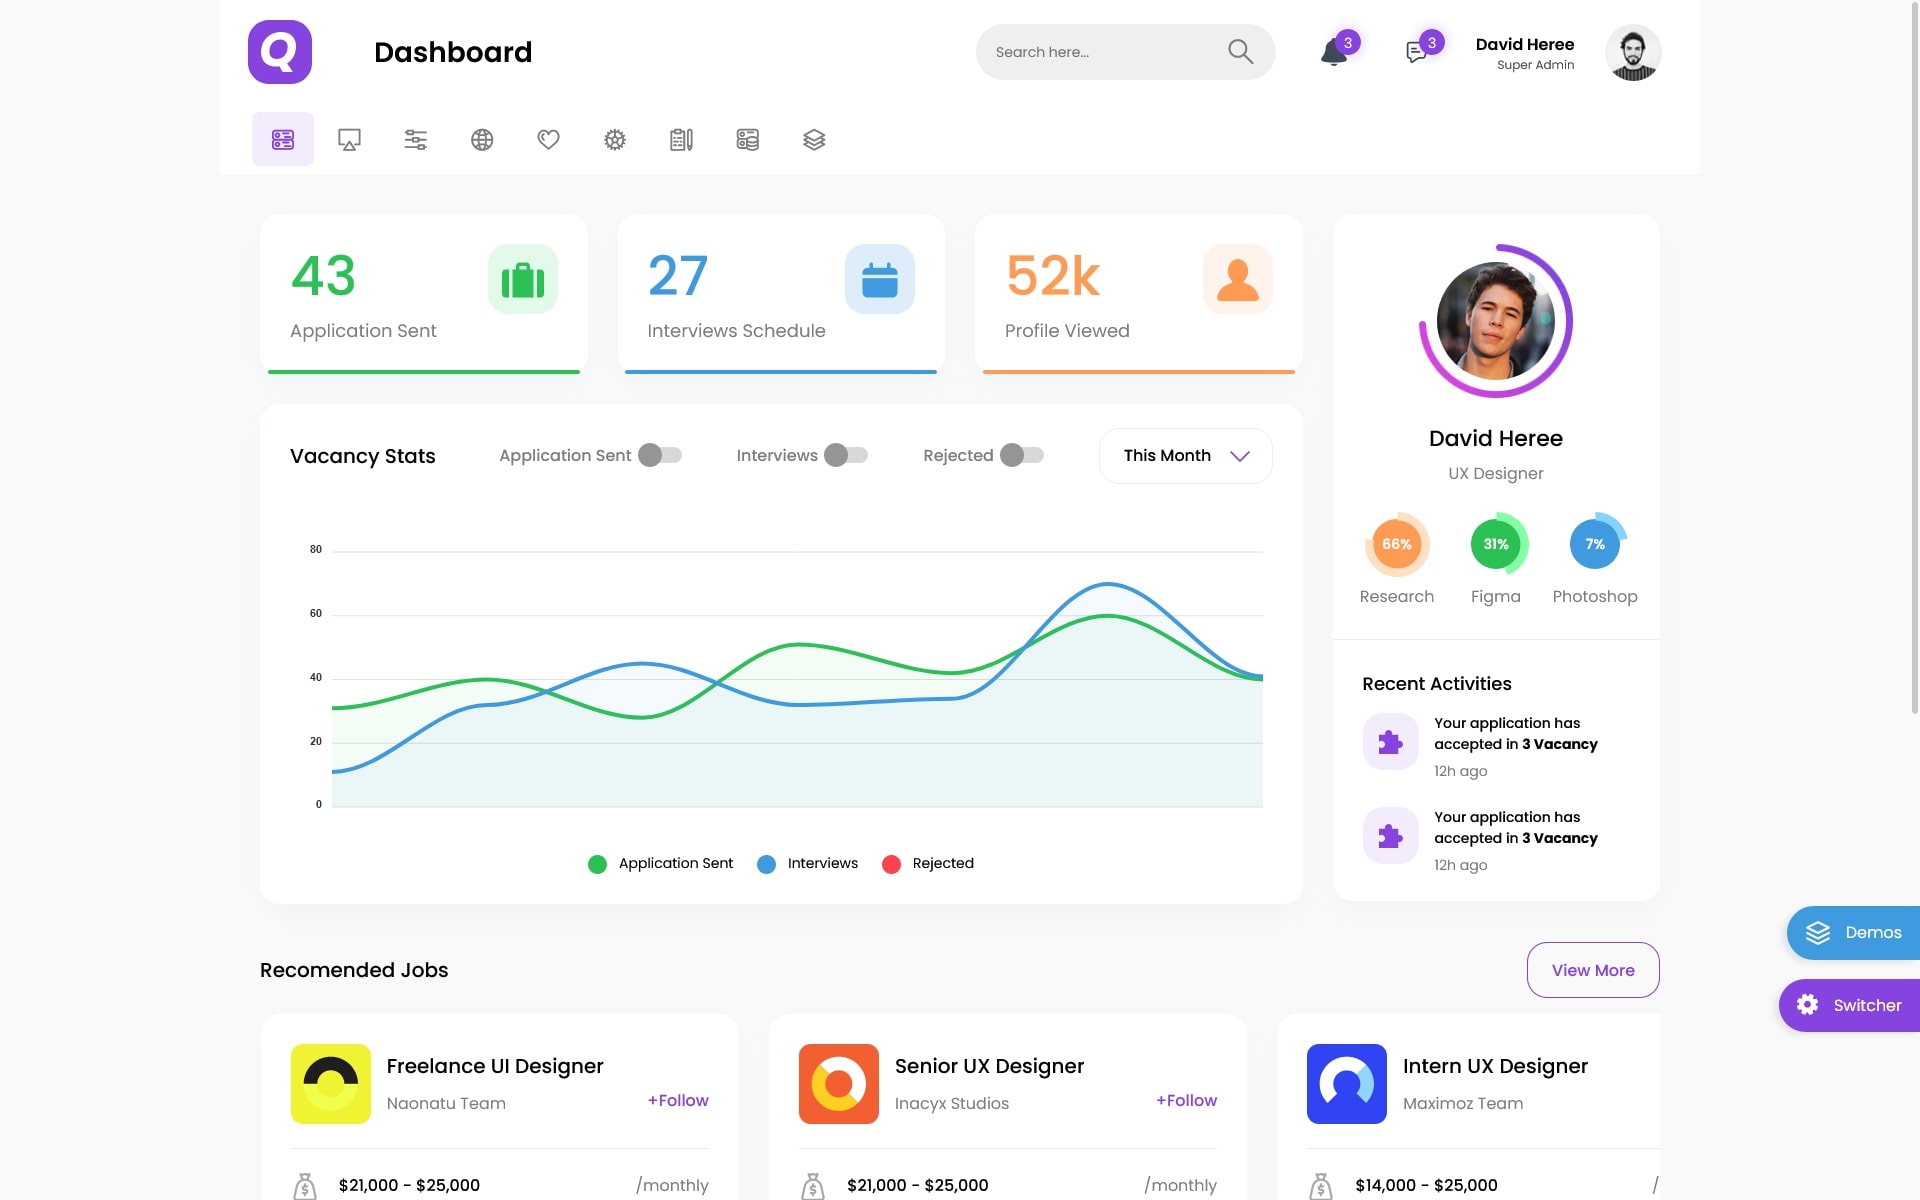 Q
Dashboard
Search here...
3
3
David Heree
Super Admin
43
Application Sent
27
Interviews Schedule
52k
Profile Viewed
Vacancy Stats
Application Sent
Interviews
Rejected
This Month
80
60
40
20
0
Application Sent
Interviews
Rejected
David Heree
UX Designer
66%
31%
7%
Research
Figma
Photoshop
Recent Activities
Your application has
accepted in 3 Vacancy
12h ago
Your application has
accepted in 3 Vacancy
12h ago
Demos
Switcher
Recomended Jobs
View More
Freelance UI Designer
Naonatu Team
+Follow
$21,000 - $25,000
/monthly
Senior UX Designer
Inacyx Studios
+Follow
$21,000 - $25,000
/monthly
Intern UX Designer
Maximoz Team
$14,000 - $25,000
/